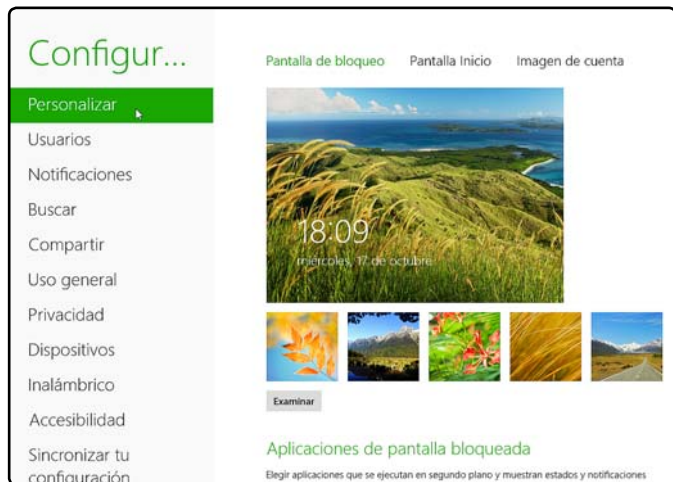 Configur...
Personalizar
Usuarios
Notificaciones
Buscar
Compartir
Uso general
Privacidad
Dispositivos
Inalámbrico
Accesibilidad
Sincronizar tu
configuración
Pantalla de bloqueo Pantalla Inicio Imagen de cuenta
18:09
miércoles, 17 de octubre
Examinar
Aplicaciones de pantalla bloqueada
Elegir aplicaciones que se ejecutan en segundo plano y muestran estados y notificaciones